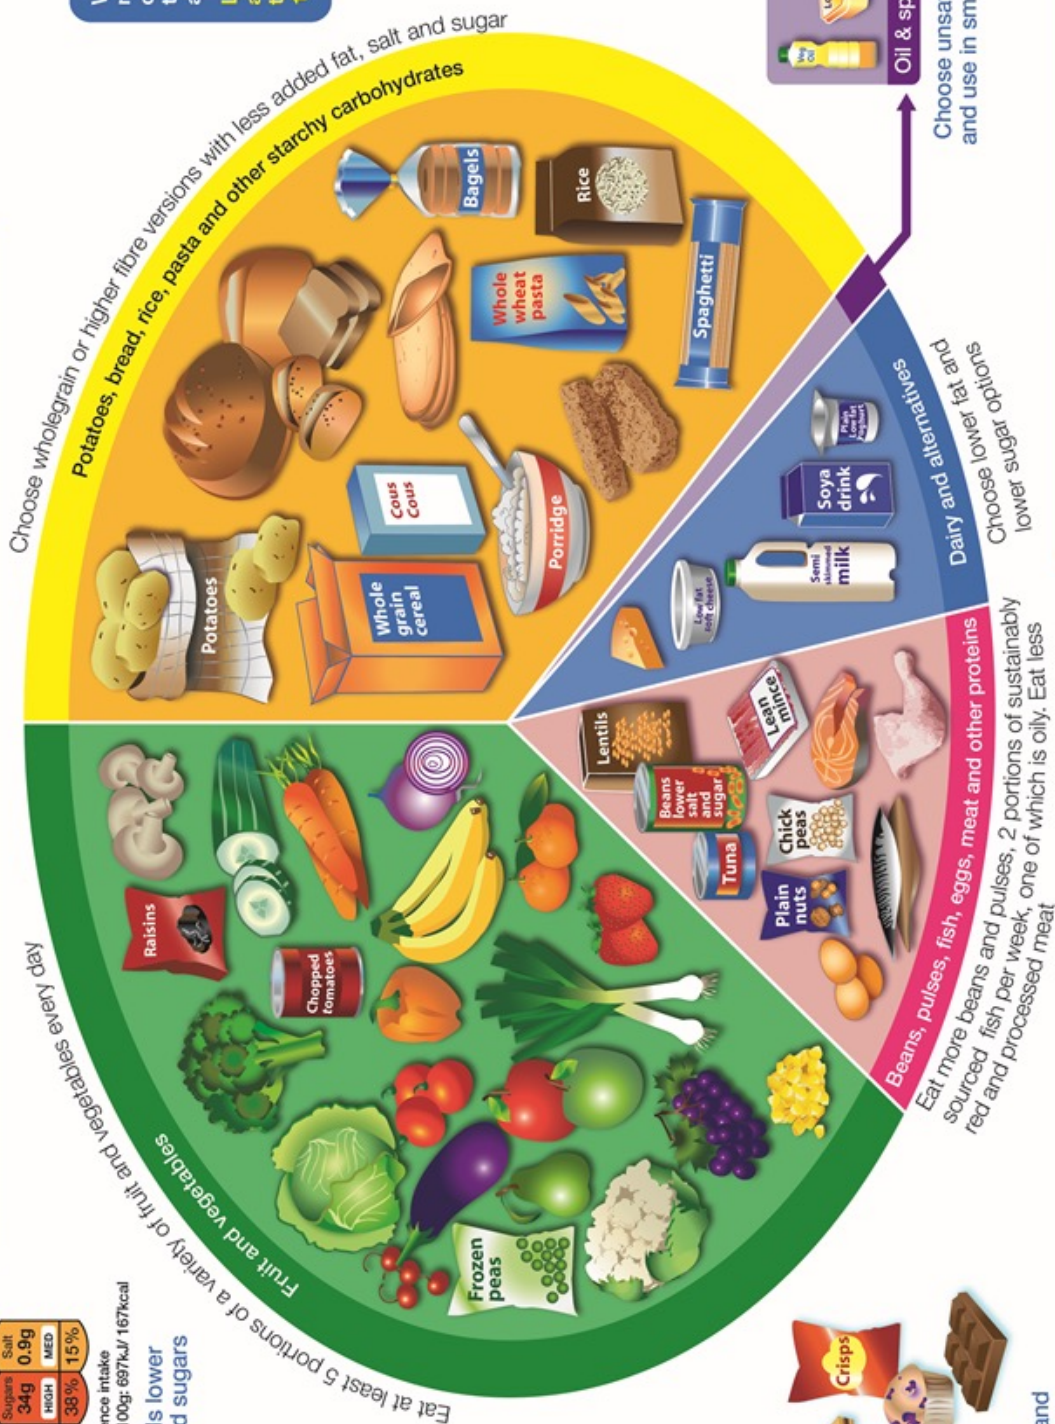 Sugars
34g
HIGH
38%
Salt
0.9g
MED
15%
intake
697kJ/ 167kcal
lower
sugars
Eat at least 5 portions of a variety of fruit and vegetables every day
Fruit and vegetables
Raisins
Chopped
tomatoes
Frozen
peas
Choose wholegrain or higher fibre versions with less added fat, salt and sugar
Potatoes, bread, rice, pasta and other starchy carbohydrates
Potatoes
Whole
grain
cereal
Cous
Cous
Porridge
Whole
wheat
pasta
Bagels
Rice
Spaghetti
Beans, pulses, fish, eggs, meat and other proteins
Eat more beans and pulses, 2 portions of sustainably
sourced fish per week, one of which is oily. Eat less
red and processed meat
Lentils
Beans
lower
salt
and
sugar
Tuna
Chick
peas
Plain
nuts
Lean
mince
Dairy and alternatives
Choose lower fat and
lower sugar options
Low fat
soft cheese
Semi
skimmed
milk
Soya
drink
Plain
Low fat
Yoghurt
Veg
Oil
Oil &
Choose
and use in
Crisps
and